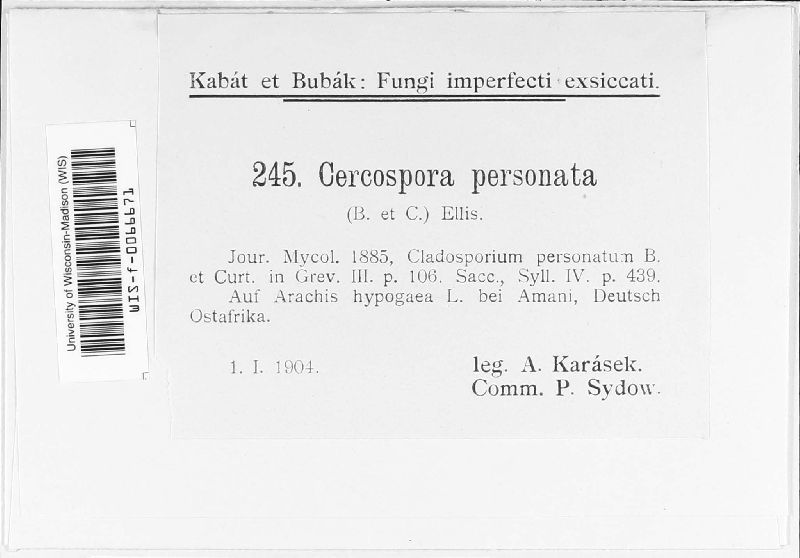 Kabát et Bubák: Fungi imperfecti exsiccati.
245. Cercospora personata
(B. et C.) Ellis.
Jour. Mycol. 1885, Cladosporium personatum B.
et Curt. in Grev. III. p. 106. Sacc., Syll. IV. p. 439.
Auf Arachis hypogaea L. bei Amani, Deutsch
Ostafrika.
1. I. 1904.
leg. A. Karásek.
Comm. P. Sydow.
University of Wisconsin-Madison (WIS)
WIS-f-0066671